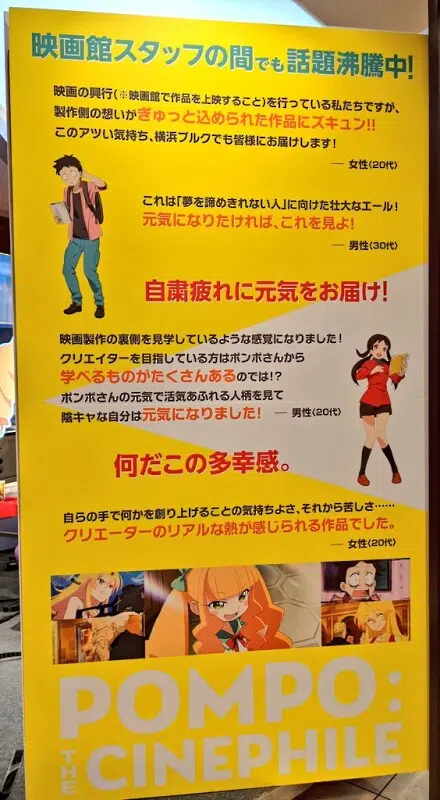 映画館スタッフの間でも話題沸騰中!
映画の興行(※映画館で作品を上映すること)を行っている私たちですが、
製作側の想いがぎゅっと込められた作品にズキュン!!
このアツい気持ち、横浜ブルクでも皆様にお届けします!
― 女性〈20代〉
これは「夢を諦めきれない人」に向けた壮大なエール!
元気になりたければ、これを見よ!
― 男性〈30代〉
自粛疲れに元気をお届け!
映画製作の裏側を見学しているような感覚になりました!
クリエイターを目指している方はポンポさんから
学べるものがたくさんあるのでは!?
ポンポさんの元気で活気あふれる人柄を見て
陰キャな自分は元気になりました! ― 男性〈20代〉
何だこの多幸感。
自らの手で何かを創り上げることの気持ちよさ、それから苦しさ……
クリエーターのリアルな熱が感じられる作品でした。
― 女性〈20代〉
POMPO:
THE CINEPHILE